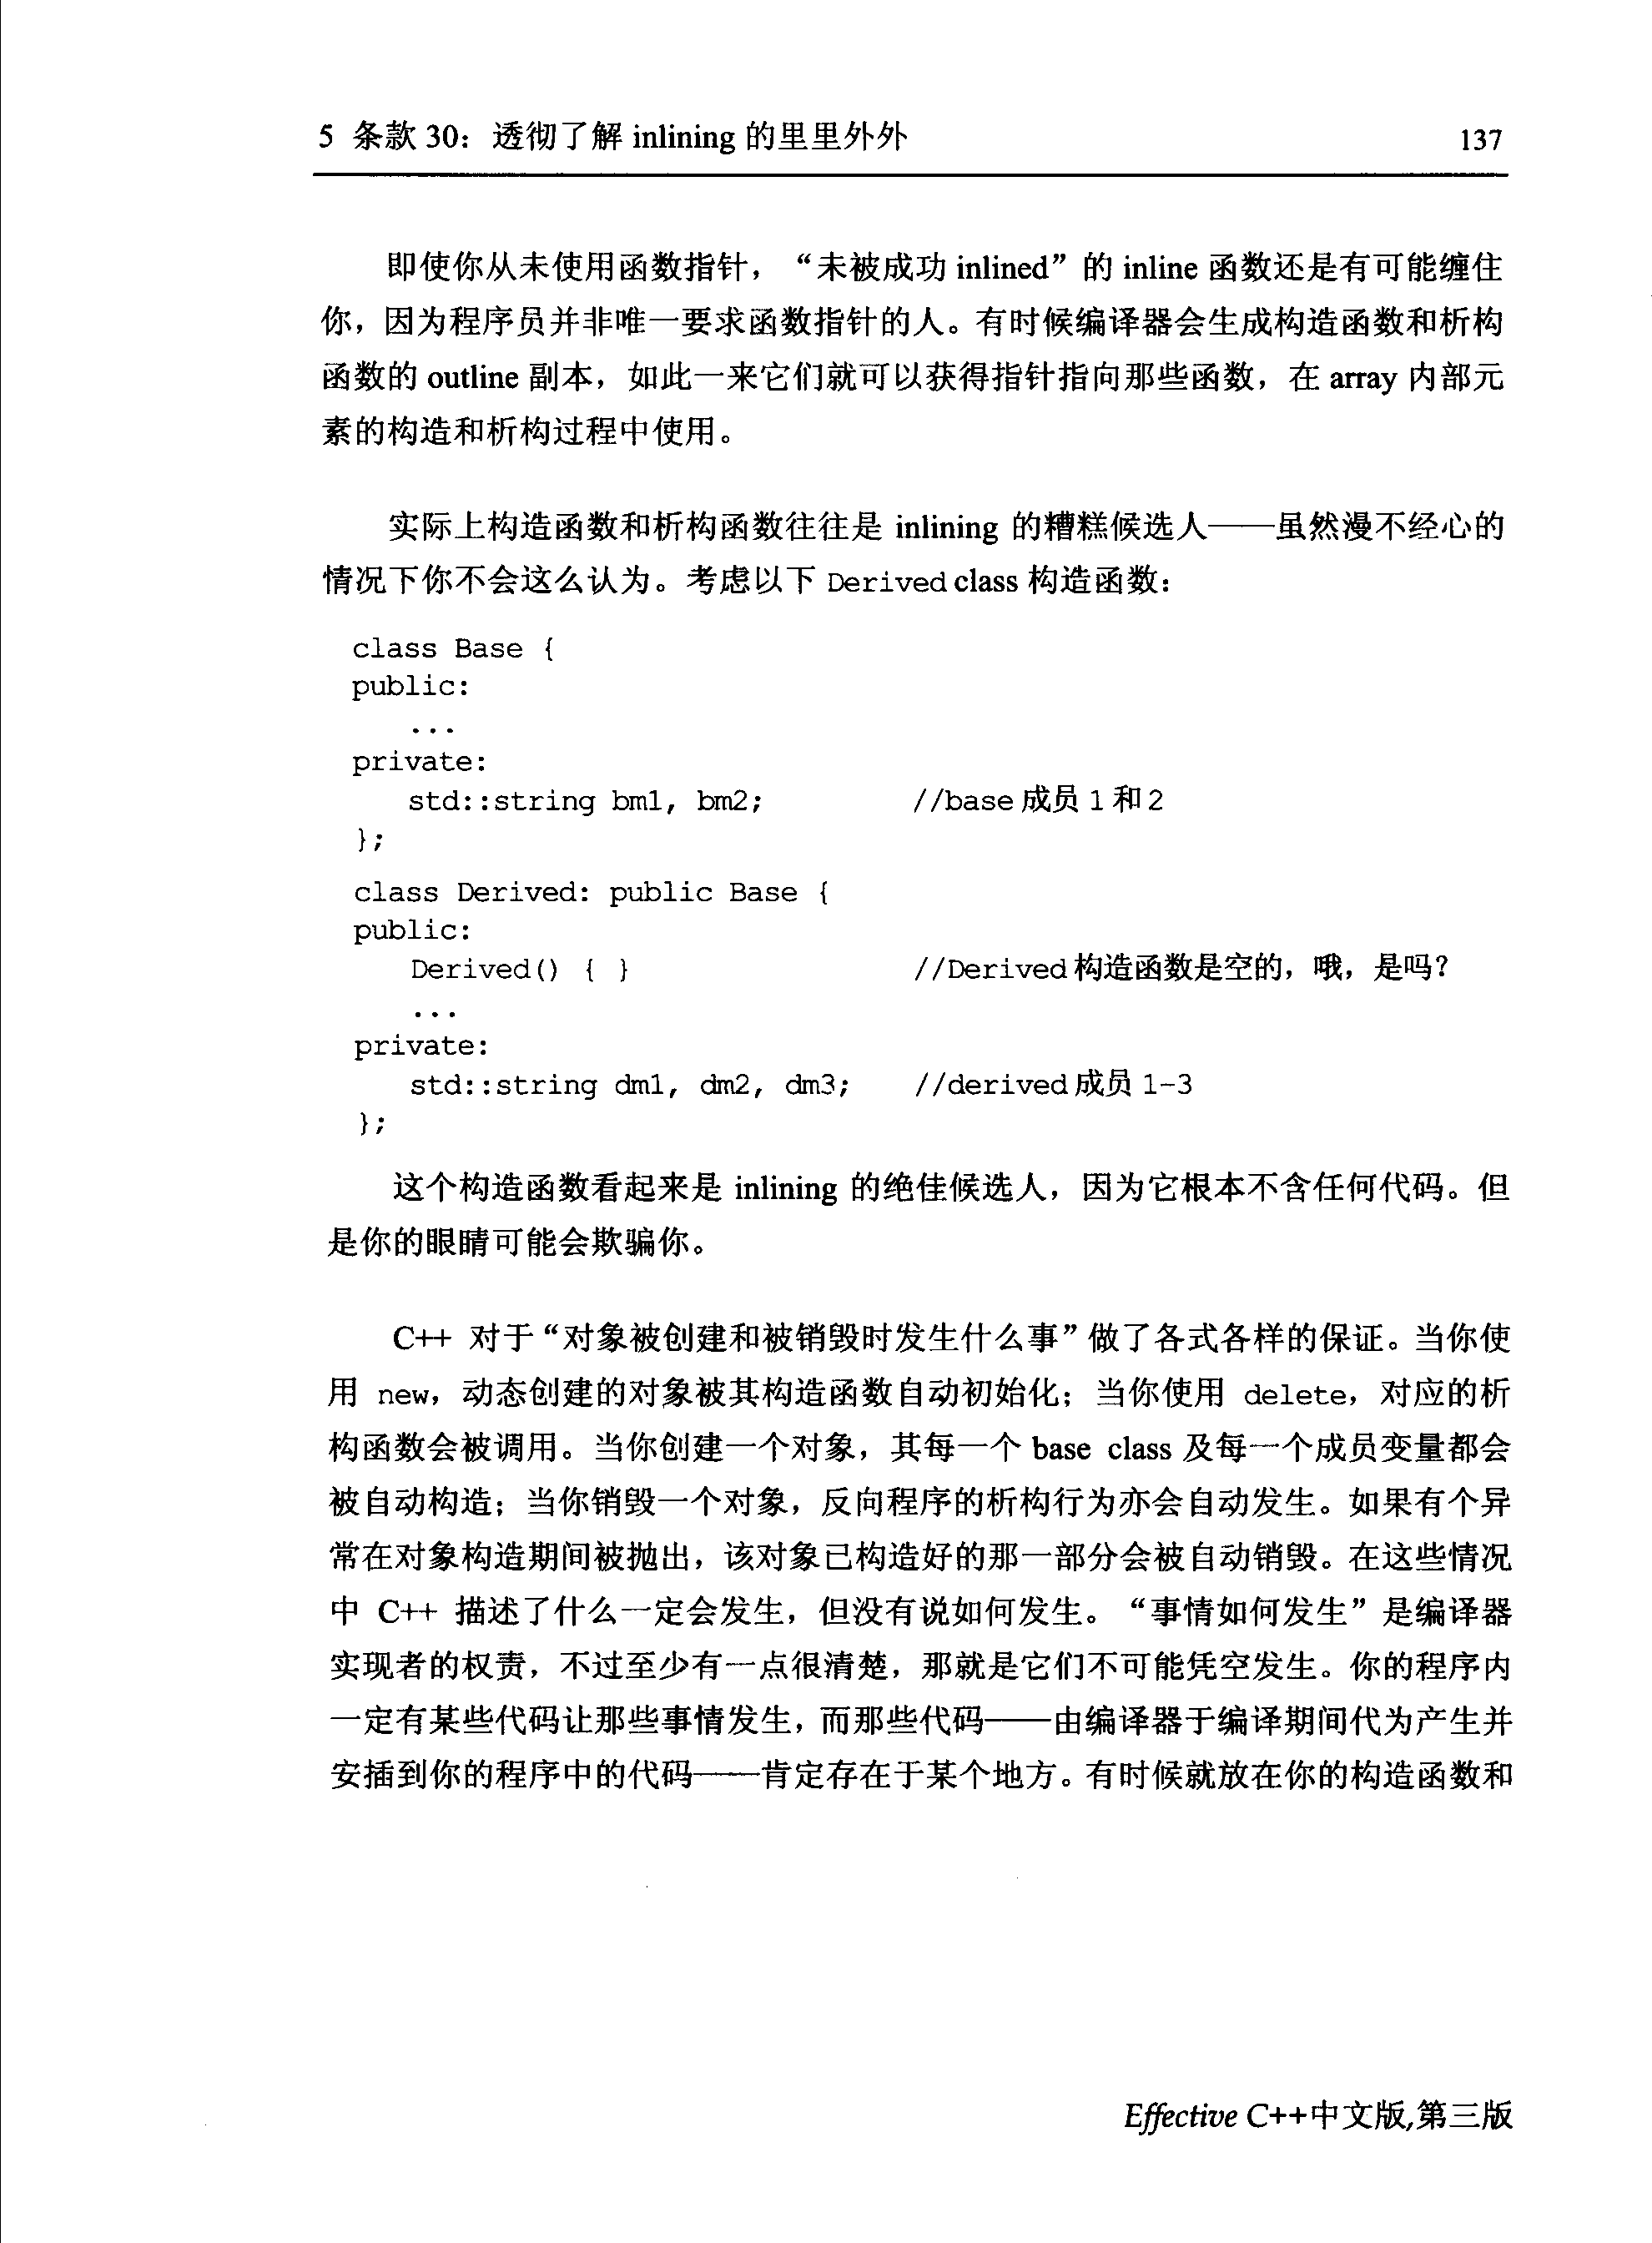 5 条款 30：透彻了解 inlining 的里里外外 137
即使你从未使用函数指针，“未被成功 inlined”的 inline 函数还是有可能缠住
你，因为程序员并非唯一要求函数指针的人。有时候编译器会生成构造函数和析构
函数的 outline 副本，如此一来它们就可以获得指针指向那些函数，在 array 内部元
素的构造和析构过程中使用。
实际上构造函数和析构函数往往是 inlining 的糟糕候选人——虽然漫不经心的
情况下你不会这么认为。考虑以下 Derived class 构造函数：
class Base {
public:
...
private:
std::string bm1, bm2; //base 成员 1 和 2
};
class Derived: public Base {
public:
Derived() { } //Derived 构造函数是空的，哦，是吗？
...
private:
std::string dm1, dm2, dm3; //derived 成员 1-3
};
这个构造函数看起来是 inlining 的绝佳候选人，因为它根本不含任何代码。但
是你的眼睛可能会欺骗你。
C++ 对于“对象被创建和被销毁时发生什么事”做了各式各样的保证。当你使
用 new，动态创建的对象被其构造函数自动初始化；当你使用 delete，对应的析
构函数会被调用。当你创建一个对象，其每一个 base class 及每一个成员变量都会
被自动构造；当你销毁一个对象，反向程序的析构行为亦会自动发生。如果有个异
常在对象构造期间被抛出，该对象已构造好的那一部分会被自动销毁。在这些情况
中 C++ 描述了什么一定会发生，但没有说如何发生。“事情如何发生”是编译器
实现者的权责，不过至少有一点很清楚，那就是它们不可能凭空发生。你的程序内
一定有某些代码让那些事情发生，而那些代码——由编译器于编译期间代为产生并
安插到你的程序中的代码——肯定存在于某个地方。有时候就放在你的构造函数和
Effective C++中文版,第三版